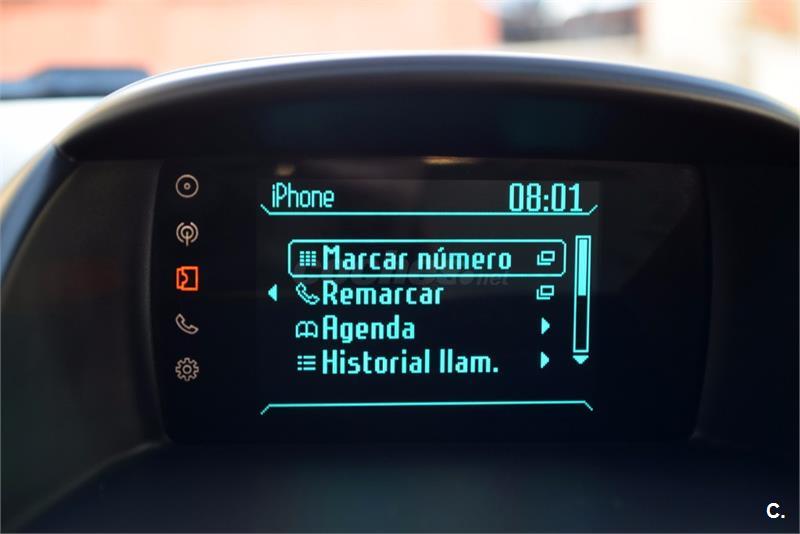 iPhone 08:01
Marcar número
Remarcar
Agenda
Historial llam.
C.